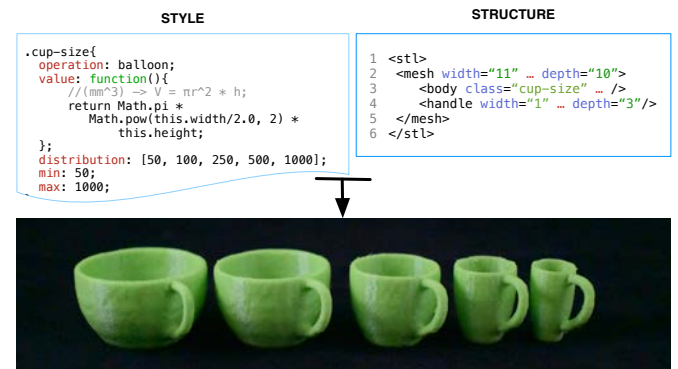 STYLE
.cup-size{
operation: balloon;
value: function(){
//(mm^3) —> V = πr^2 * h;
return Math.pi *
Math.pow(this.width/2.0, 2) *
this.height;
};
distribution: [50, 100, 250, 500, 1000];
min: 50;
max: 1000;
STRUCTURE
1 <stl>
2 <mesh width=“11” … depth=“10”>
3 <body class=“cup-size” … />
4 <handle width=“1” … depth=“3”/>
5 </mesh>
6 </stl>